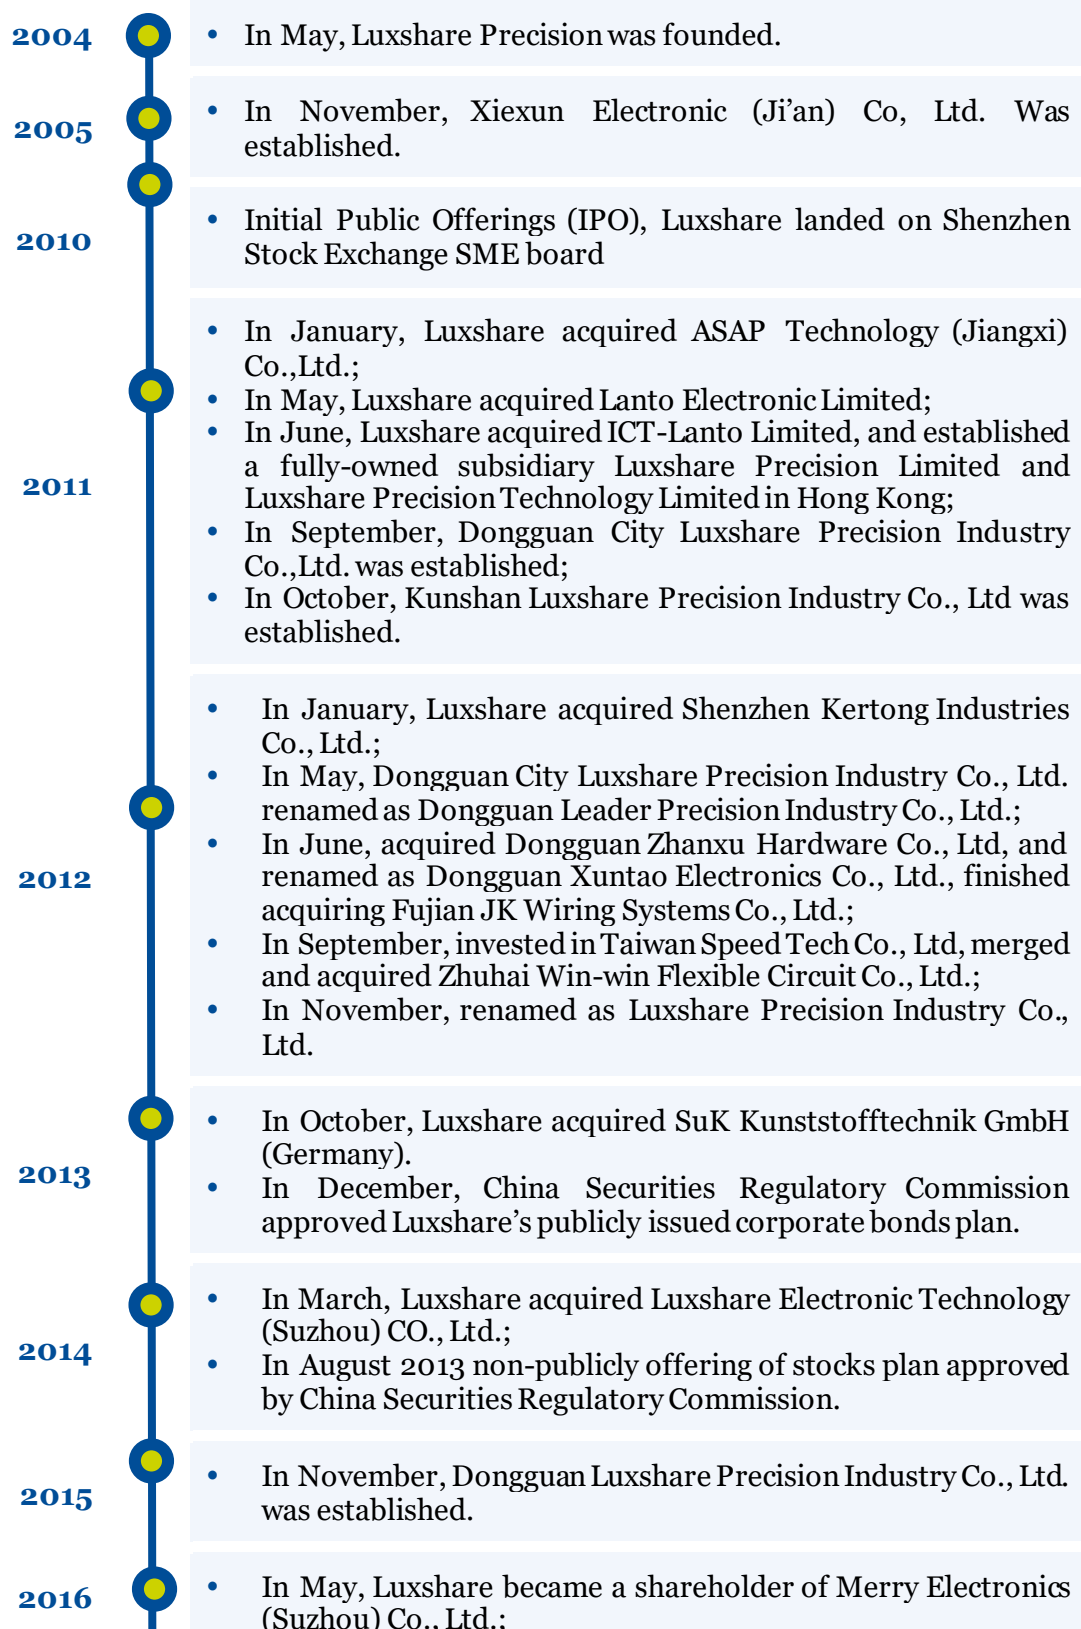 2004
• In May, Luxshare Precision was founded.
2005
• In November, Xiexun Electronic (Ji’an) Co, Ltd. Was
established.
2010
• Initial Public Offerings (IPO), Luxshare landed on Shenzhen
Stock Exchange SME board
2011
• In January, Luxshare acquired ASAP Technology (Jiangxi)
Co.,Ltd.;
• In May, Luxshare acquired Lanto Electronic Limited;
• In June, Luxshare acquired ICT-Lanto Limited, and established
a fully-owned subsidiary Luxshare Precision Limited and
Luxshare Precision Technology Limited in Hong Kong;
• In September, Dongguan City Luxshare Precision Industry
Co.,Ltd. was established;
• In October, Kunshan Luxshare Precision Industry Co., Ltd was
established.
2012
• In January, Luxshare acquired Shenzhen Kertong Industries
Co., Ltd.;
• In May, Dongguan City Luxshare Precision Industry Co., Ltd.
renamed as Dongguan Leader Precision Industry Co., Ltd.;
• In June, acquired Dongguan Zhanxu Hardware Co., Ltd, and
renamed as Dongguan Xuntao Electronics Co., Ltd., finished
acquiring Fujian JK Wiring Systems Co., Ltd.;
• In September, invested in Taiwan Speed Tech Co., Ltd, merged
and acquired Zhuhai Win-win Flexible Circuit Co., Ltd.;
• In November, renamed as Luxshare Precision Industry Co.,
Ltd.
2013
• In October, Luxshare acquired SuK Kunststofftechnik GmbH
(Germany).
• In December, China Securities Regulatory Commission
approved Luxshare’s publicly issued corporate bonds plan.
2014
• In March, Luxshare acquired Luxshare Electronic Technology
(Suzhou) CO., Ltd.;
• In August 2013 non-publicly offering of stocks plan approved
by China Securities Regulatory Commission.
2015
• In November, Dongguan Luxshare Precision Industry Co., Ltd.
was established.
2016
• In May, Luxshare became a shareholder of Merry Electronics
(Suzhou) Co., Ltd.;